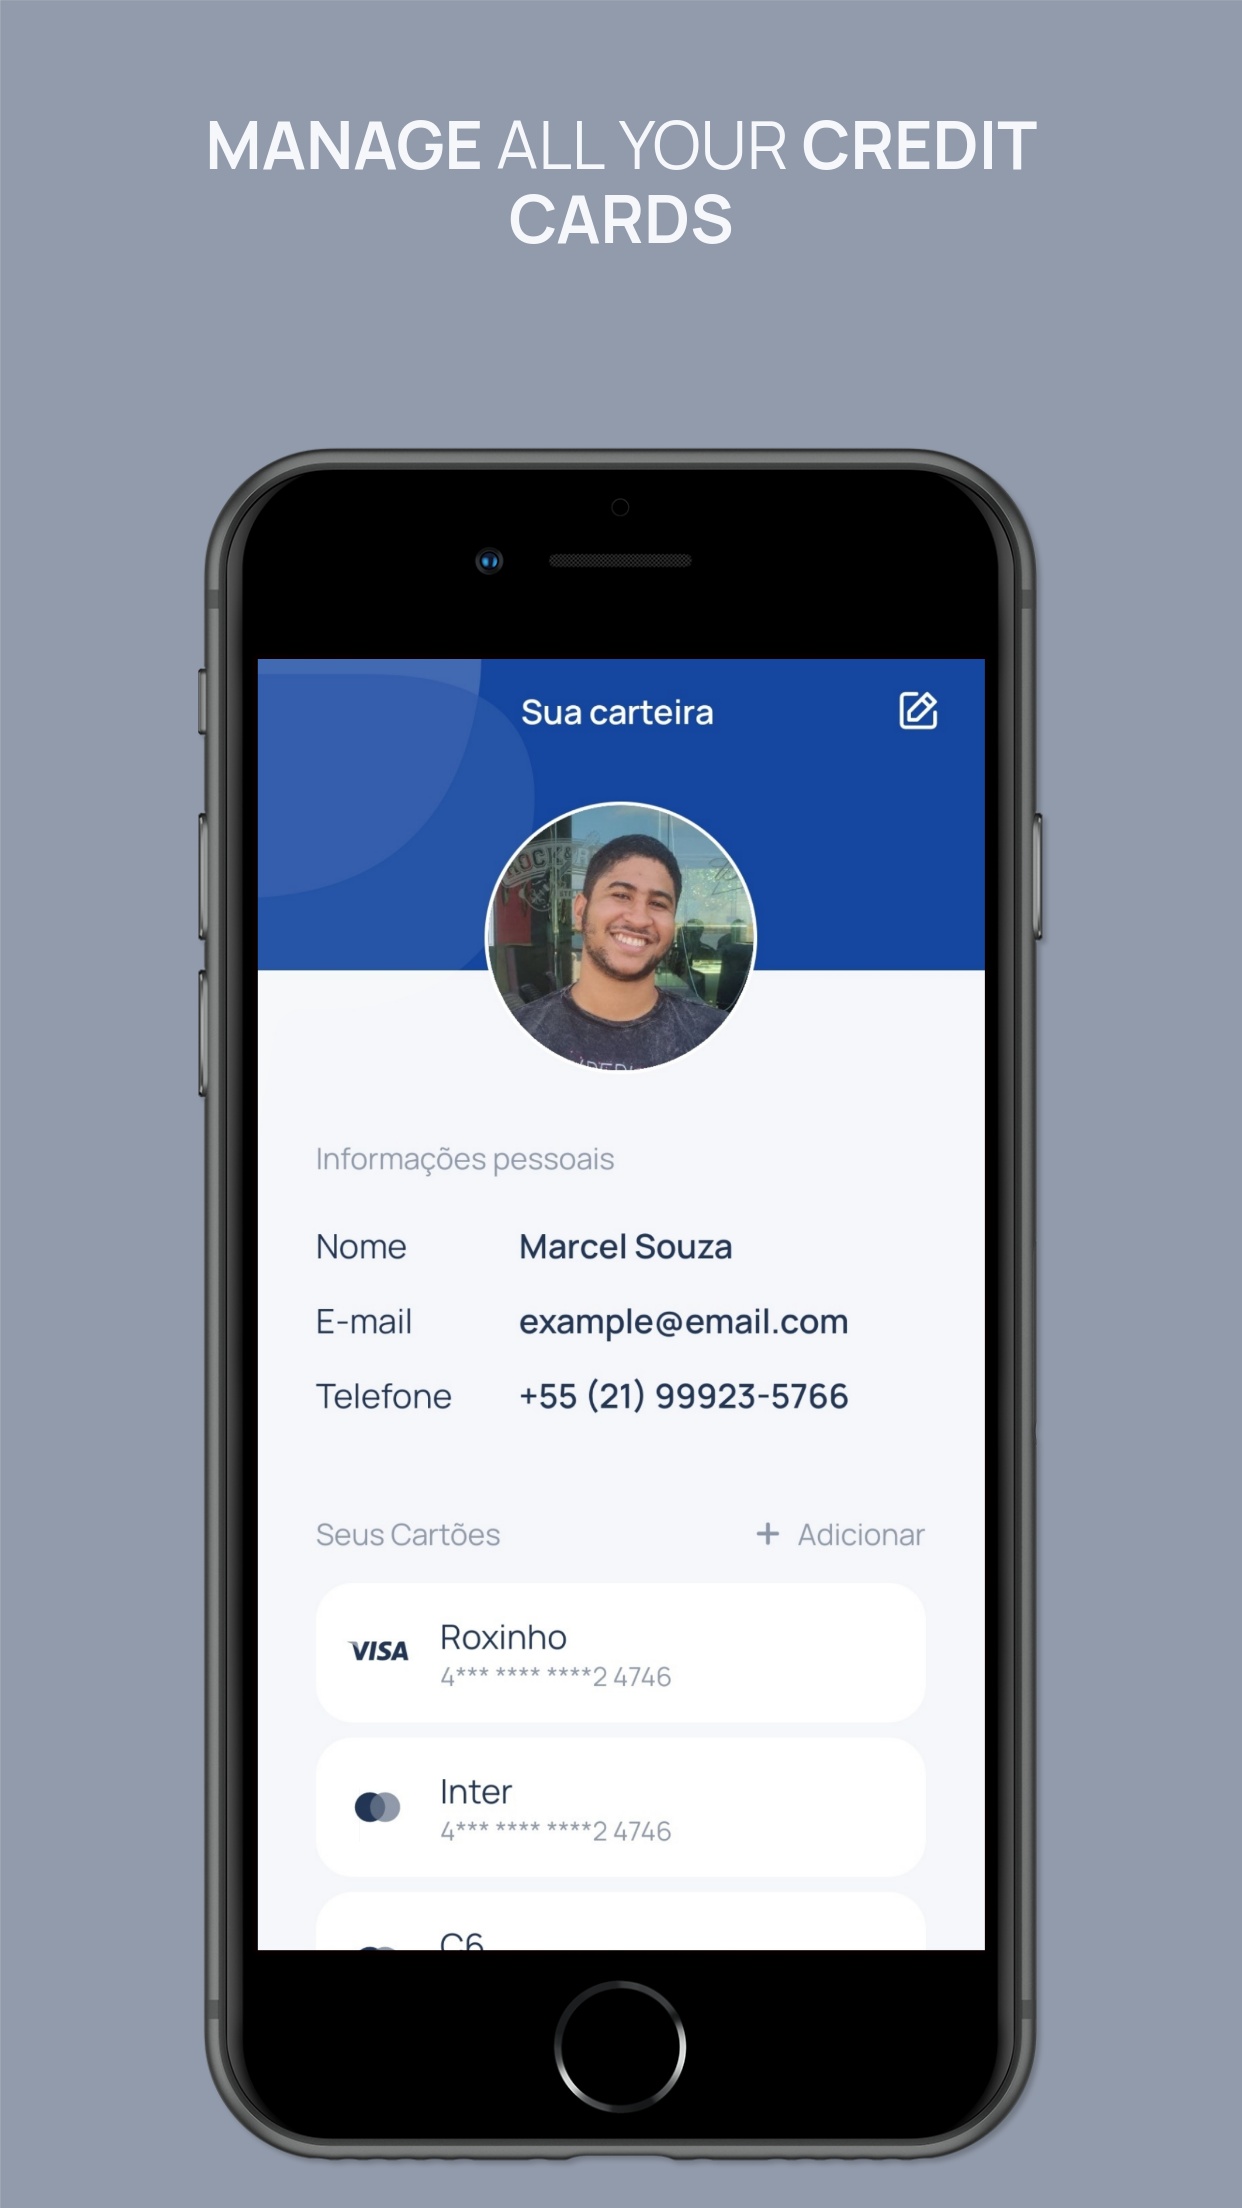 MANAGE ALL YOUR CREDIT
CARDS
Sua carteira
Informações pessoais
Nome Marcel Souza
E-mail example@email.com
Telefone +55 (21) 99923-5766
Seus Cartões + Adicionar
VISA Roxinho
4*** **** ****2 4746
Inter
4*** **** ****2 4746
C6